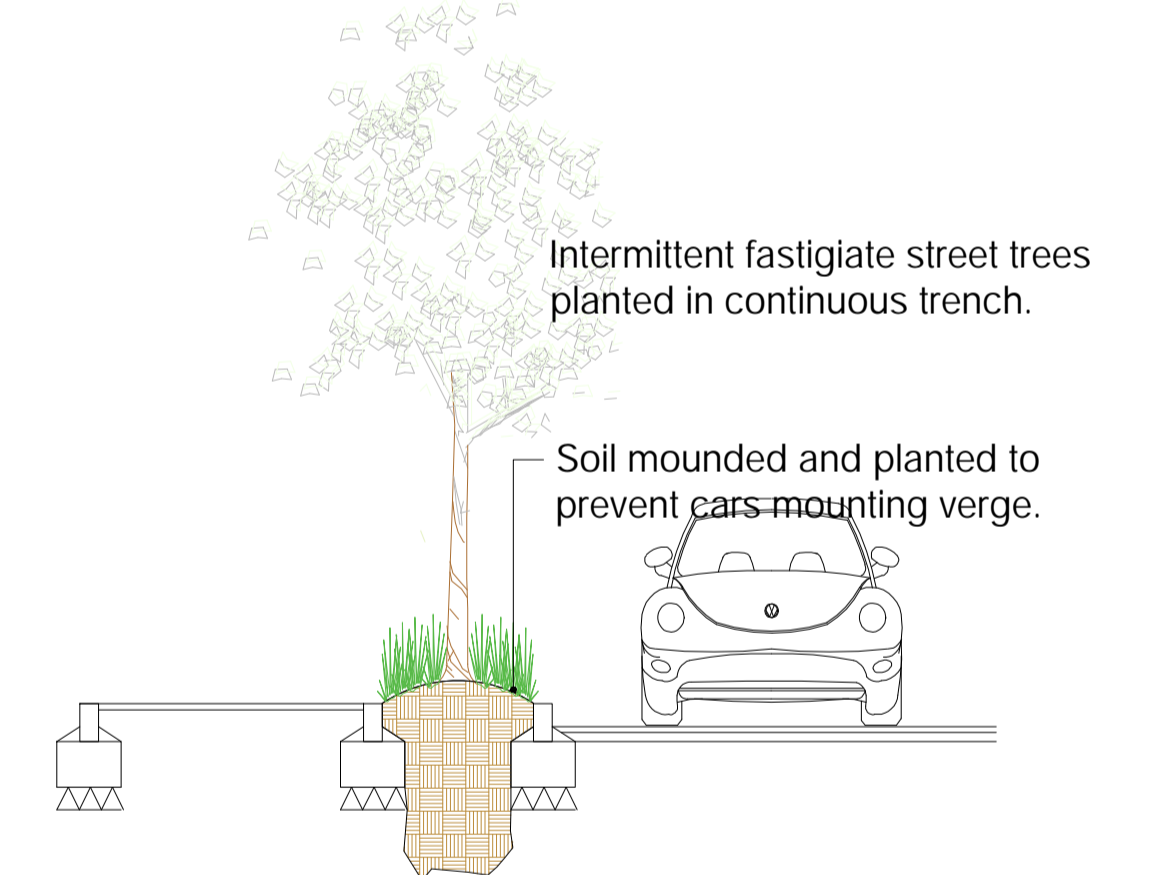 Intermittent fastigiate street trees
planted in continuous trench.
Soil mounded and planted to
prevent cars mounting verge.